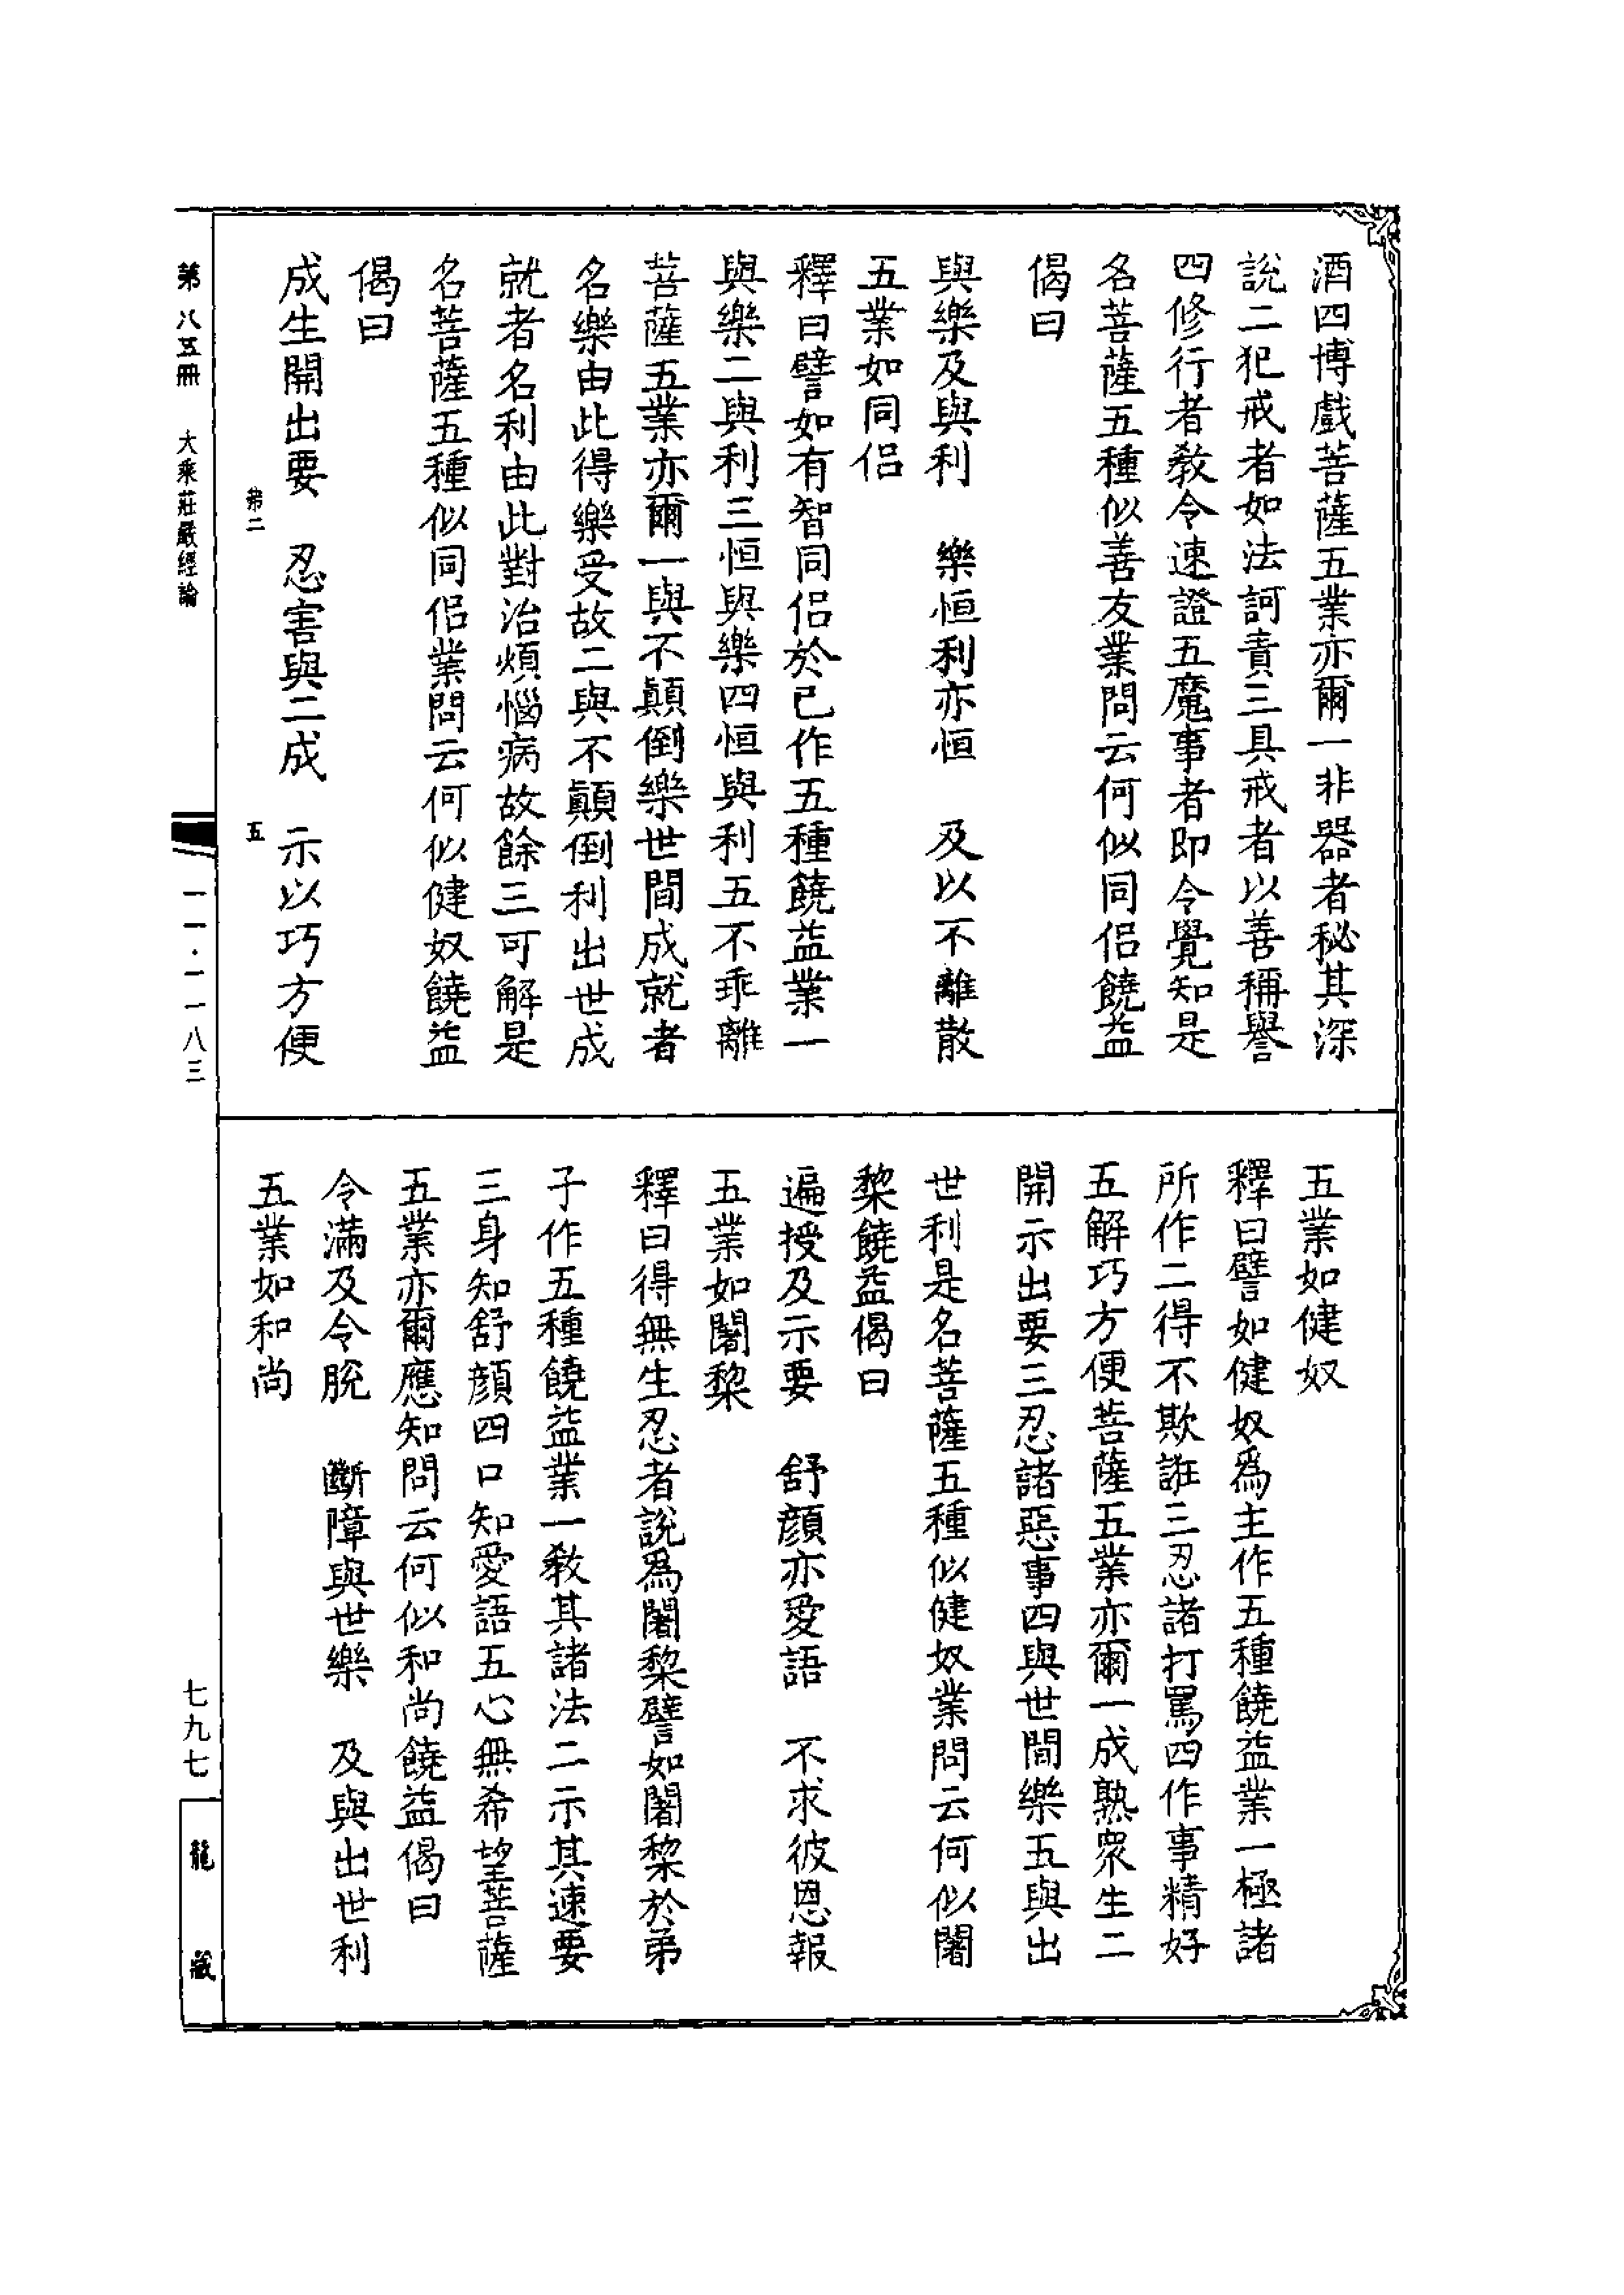 酒四博戲菩薩五業亦爾一非器者秘其深
說二犯戒者如法訶責三具戒者以善稱譽
四修行者敎令速證五魔事者即令覺知是
名菩薩五種似善友業問云何似同侶饒益
偈曰
與樂及與利　樂恒利亦恒　及以不離散
五業如同侶
釋曰譬如有智同侶於己作五種饒益業一
與樂二與利三恒與樂四恒與利五不乖離
菩薩五業亦爾一與不顚倒樂世間成就者
名樂由此得樂受故二與不顚倒利出世成
就者名利由此對治煩惱病故餘三可解是
名菩薩五種似同侶業問云何似健奴饒益
偈曰
成生開出要　忍害與二成　示以巧方便
第二　五
五業如健奴
釋曰譬如健奴爲主作五種饒益業一極諸
所作二得不欺誑三忍諸打罵四作事精好
五解巧方便菩薩五業亦爾一成熟衆生二
開示出要三忍諸惡事四與世間樂五與出
世利是名菩薩五種似健奴業問云何似闍
棃饒益偈曰
遍授及示要　舒顏亦愛語　不求彼恩報
五業如闍棃
釋曰得無生忍者說爲闍棃譬如闍棃於弟
子作五種饒益業一敎其諸法二示其速要
三身知舒顏四口知愛語五心無希望菩薩
五業亦爾應知問云何似和尚饒益偈曰
令滿及令脫　斷障與世樂　及與出世利
五業如和尚
第八五冊　大乘莊嚴經論
一一·一一八三
七九七
龍藏